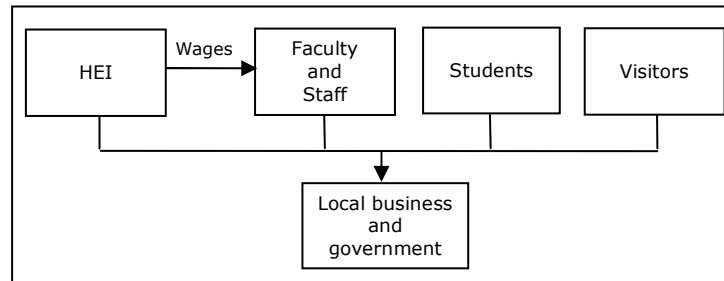 HEI
Wages
Faculty
and
Staff
Students
Visitors
Local business
and
government